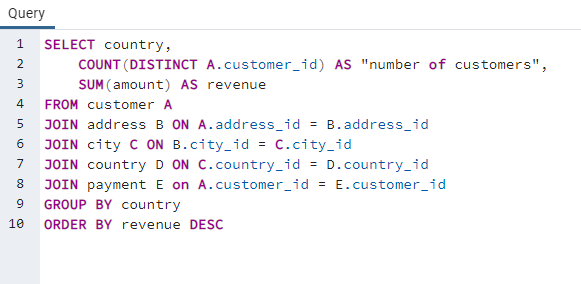 Query
1 SELECT country,
2 COUNT(DISTINCT A.customer_id) AS "number of customers",
3 SUM(amount) AS revenue
4 FROM customer A
5 JOIN address B ON A.address_id = B.address_id
6 JOIN city C ON B.city_id = C.city_id
7 JOIN country D ON C.country_id = D.country_id
8 JOIN payment E on A.customer_id = E.customer_id
9 GROUP BY country
10 ORDER BY revenue DESC